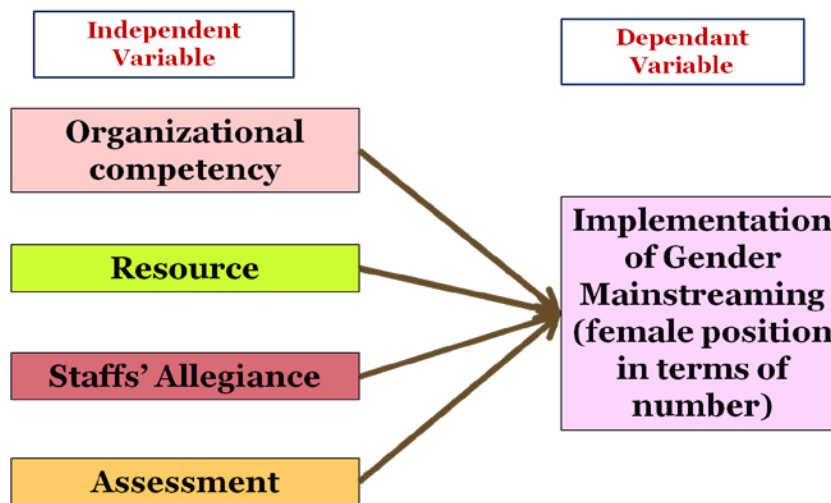 Independent
Variable
Dependant
Variable
Organizational
competency
Resource
Staffs' Allegiance
Assessment
Implementation
of Gender
Mainstreaming
(female position
in terms of
number)